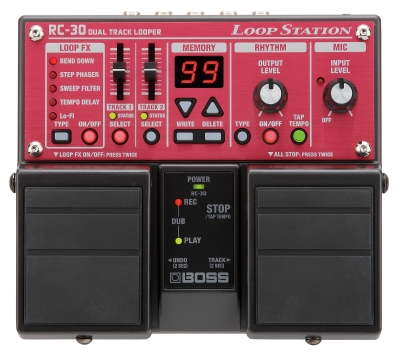 RC-30 DUAL TRACK LOOPER
LOOP STATION
LOOP FX
MEMORY
RHYTHM
MIC
BEND DOWN
STEP PHASER
SWEEP FILTER
TEMPO DELAY
Lo-Fi
TRACK 1
STATUS
TRACK 2
STATUS
99
OUTPUT
LEVEL
INPUT
LEVEL
OFF
TYPE
ON/OFF
SELECT
SELECT
WRITE
DELETE
TYPE
ON/OFF
TAP
TEMPO
▼LOOP FX ON/OFF: PRESS TWICE
▼ALL STOP: PRESS TWICE
POWER
RC-30
REC
STOP
/TAP TEMPO
DUB
PLAY
◄UNDO
(2 SEC)
TRACK►
(2 SEC)
BOSS